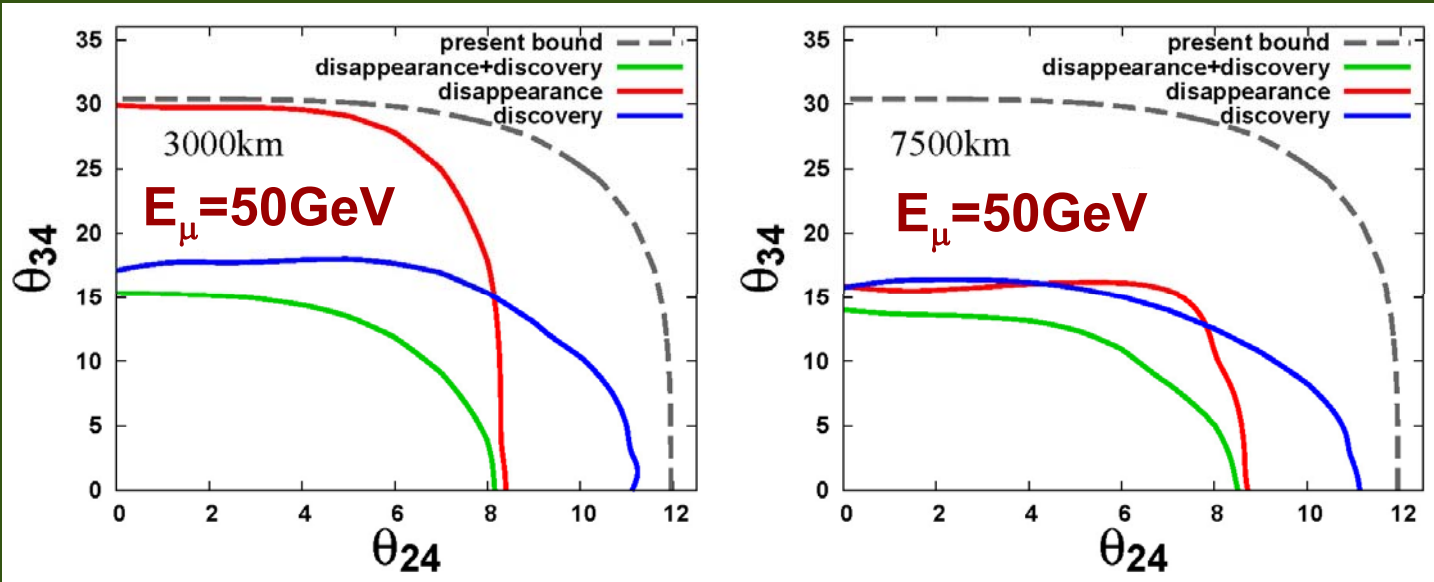 35
30
25
20
15
10
5
0
θ34
present bound
disappearance+discovery
disappearance
discovery
3000km
Eμ=50GeV
0 2 4 6 8 10 12
θ24
35
30
25
20
15
10
5
0
θ34
present bound
disappearance+discovery
disappearance
discovery
7500km
Eμ=50GeV
0 2 4 6 8 10 12
θ24